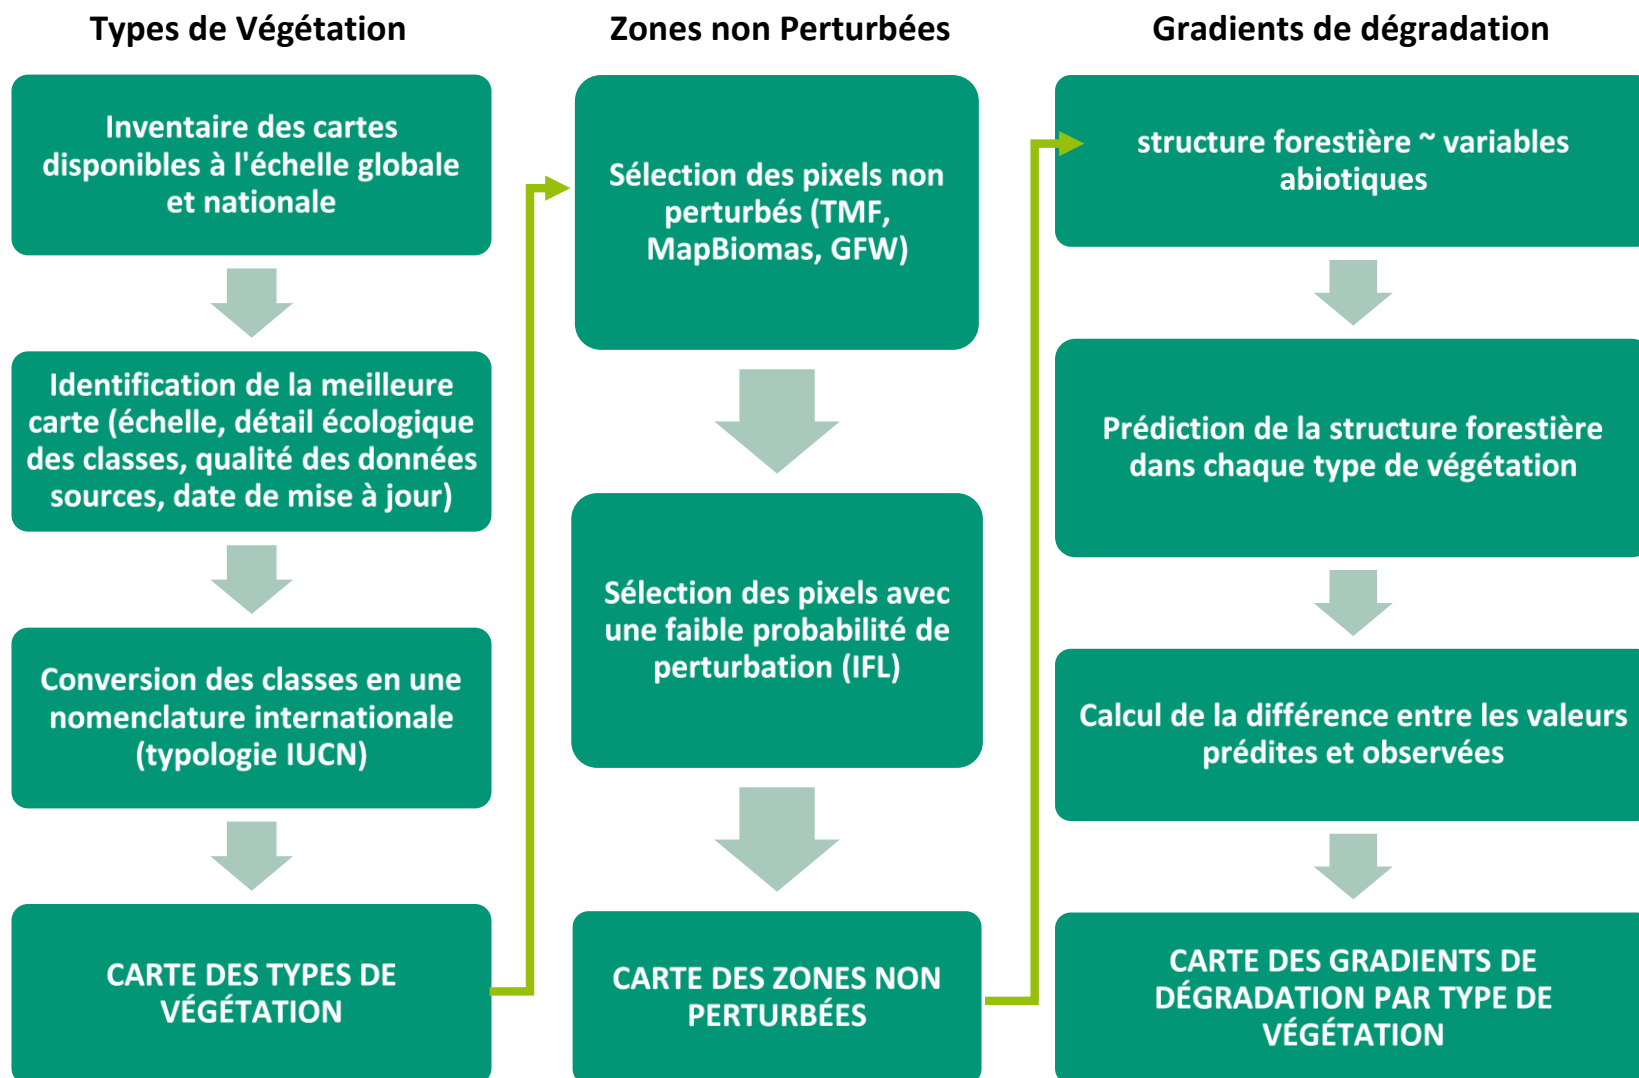 Types de Végétation
Inventaire des cartes
disponibles à l'échelle globale
et nationale
Identification de la meilleure
carte (échelle, détail écologique
des classes, qualité des données
sources, date de mise à jour)
Conversion des classes en une
nomenclature internationale
(typologie IUCN)
CARTE DES TYPES DE
VÉGÉTATION
Zones non Perturbées
Sélection des pixels non
perturbés (TMF,
MapBiomas, GFW)
Sélection des pixels avec
une faible probabilité de
perturbation (IFL)
CARTE DES ZONES NON
PERTURBÉES
Gradients de dégradation
structure forestière ~ variables
abiotiques
Prédiction de la structure forestière
dans chaque type de végétation
Calcul de la différence entre les valeurs
prédites et observées
CARTE DES GRADIENTS DE
DÉGRADATION PAR TYPE DE
VÉGÉTATION